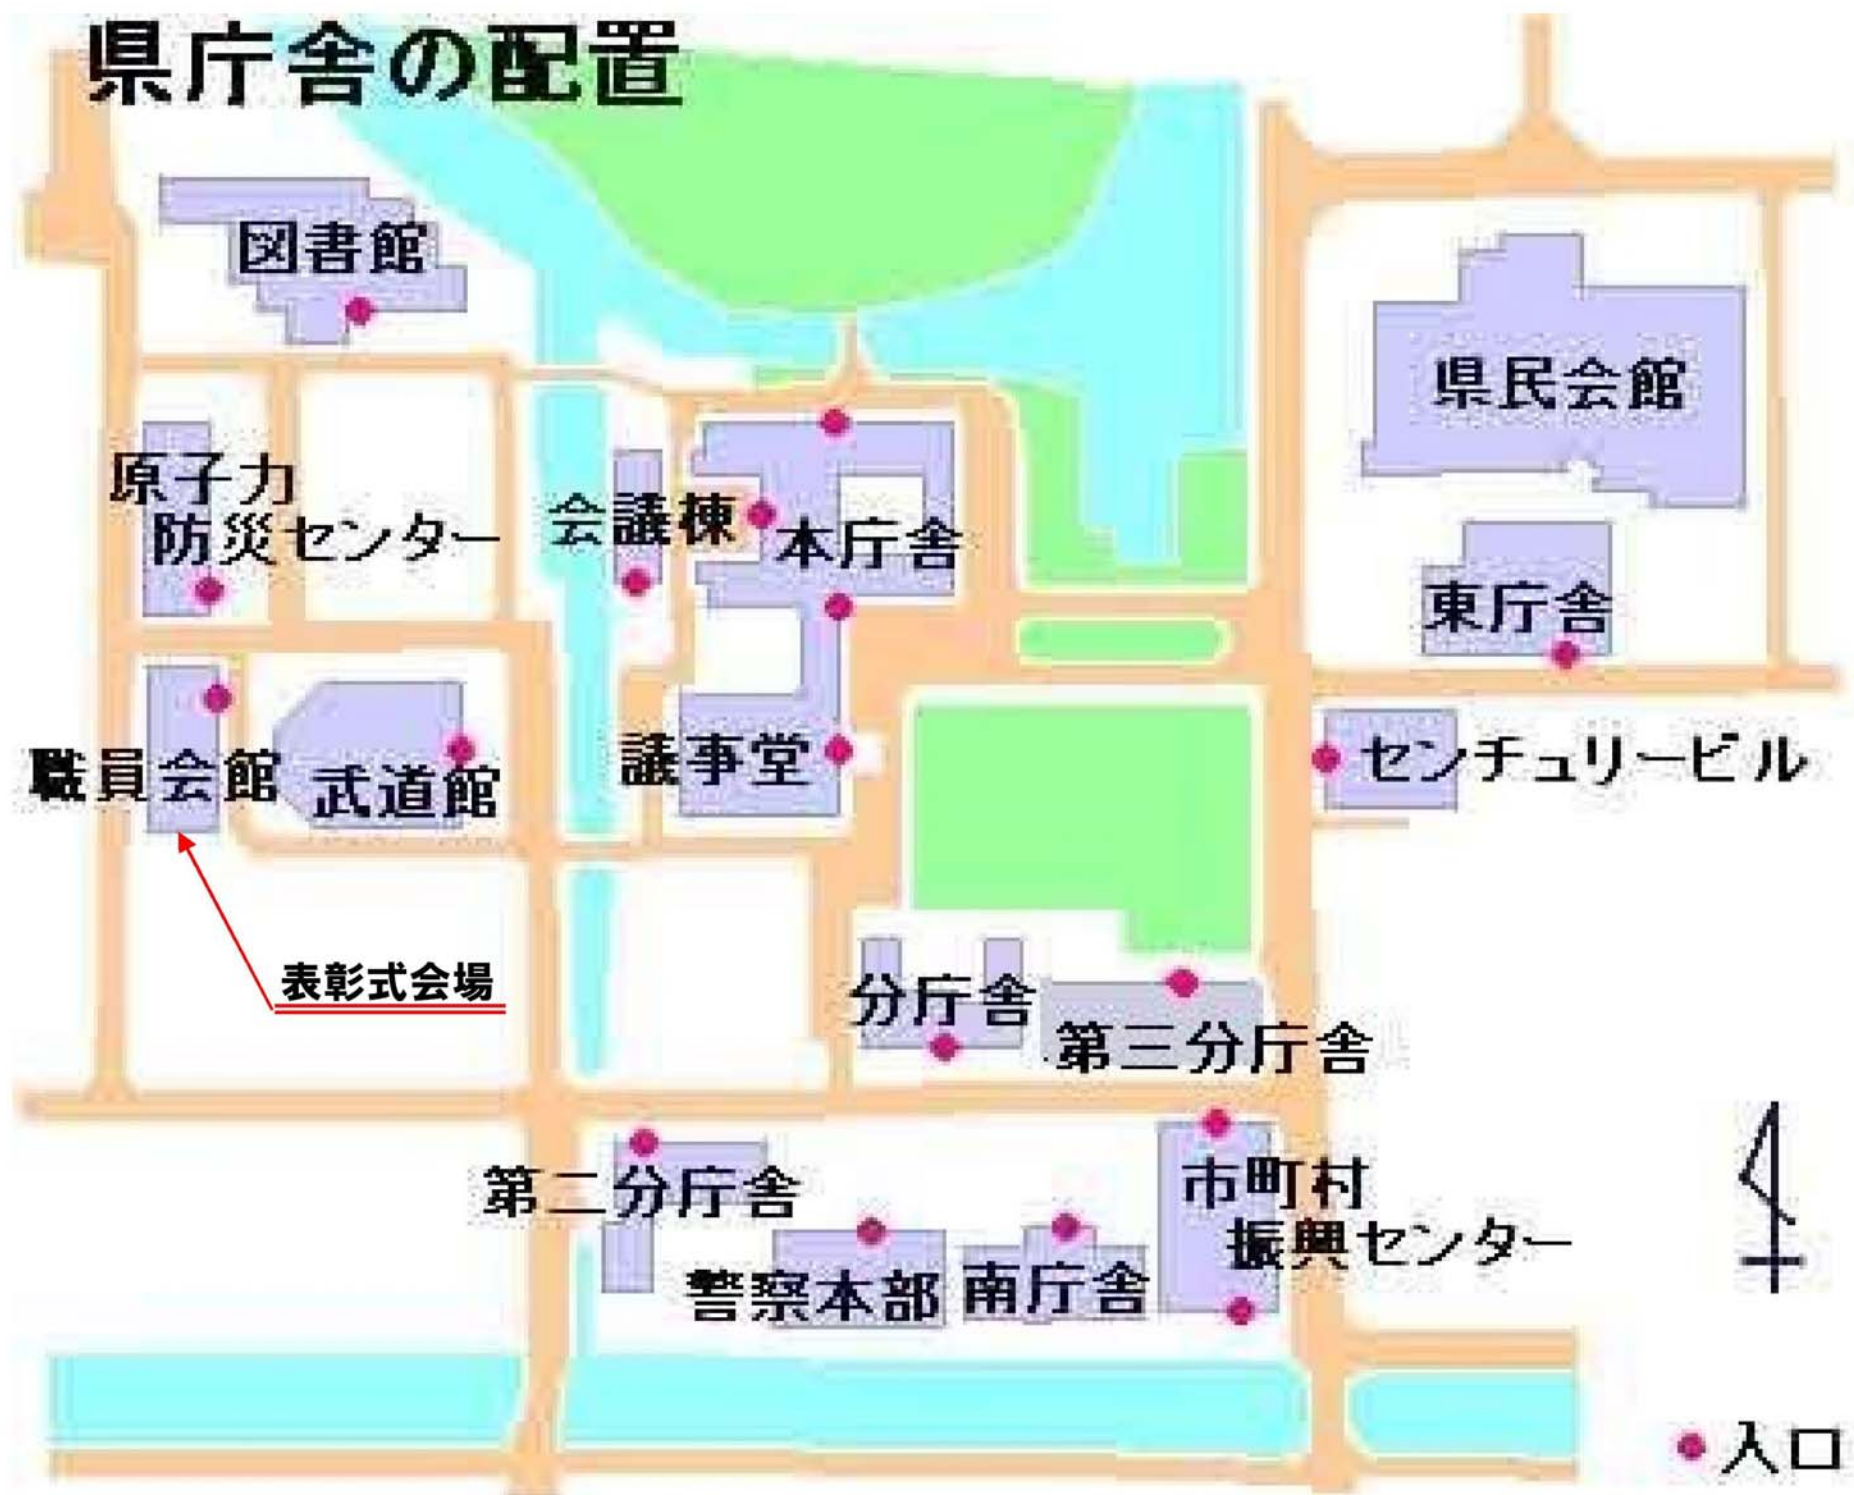 県庁舎の配置
図書館
県民会館
原子力
防災センター
会議棟
本庁舎
東庁舎
職員会館
武道館
議事堂
センチュリービル
表彰式会場
分庁舎
第三分庁舎
第二分庁舎
市町村
振興センター
警察本部
南庁舎
入口